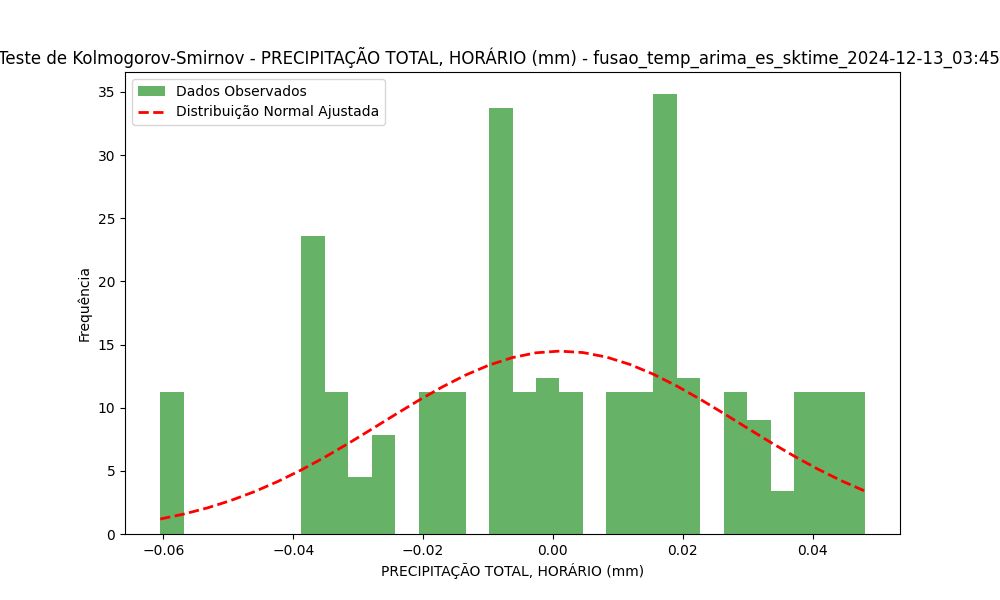 Teste de Kolmogorov-Smirnov - PRECIPITAÇÃO TOTAL, HORÁRIO (mm) - fusao_temp_arima_es_sktime_2024-12-13_03:45
Dados Observados
Distribuição Normal Ajustada
35
30
25
20
15
10
5
0
Frequência
−0.06
−0.04
−0.02
0.00
0.02
0.04
PRECIPITAÇÃO TOTAL, HORÁRIO (mm)